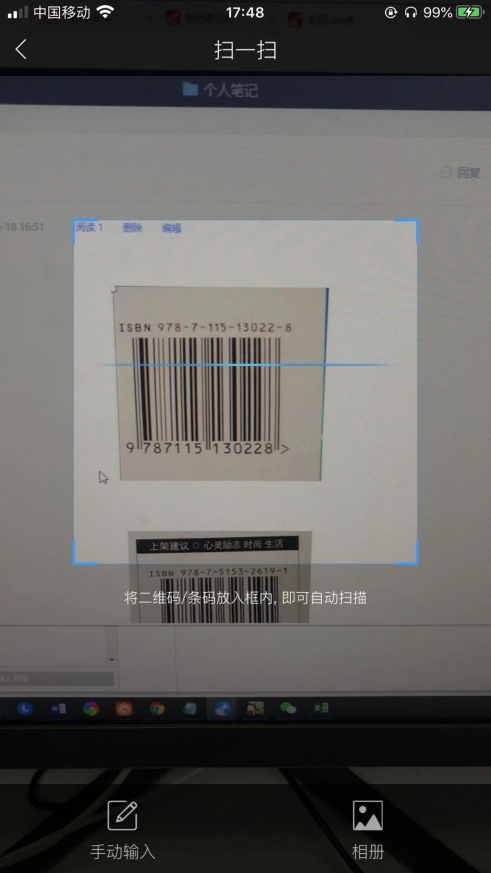 中国移动
17:48
99%
扫一扫
个人笔记
回复
-18 16:51
阅读 1 删除 编辑
ISBN 978-7-115-13022-8
9 787115 130228 >
上架建议 ○ 心灵励志 时尚 生活
ISBN 978-7-5153-2619-1
将二维码/条码放入框内, 即可自动扫描
手动输入
相册